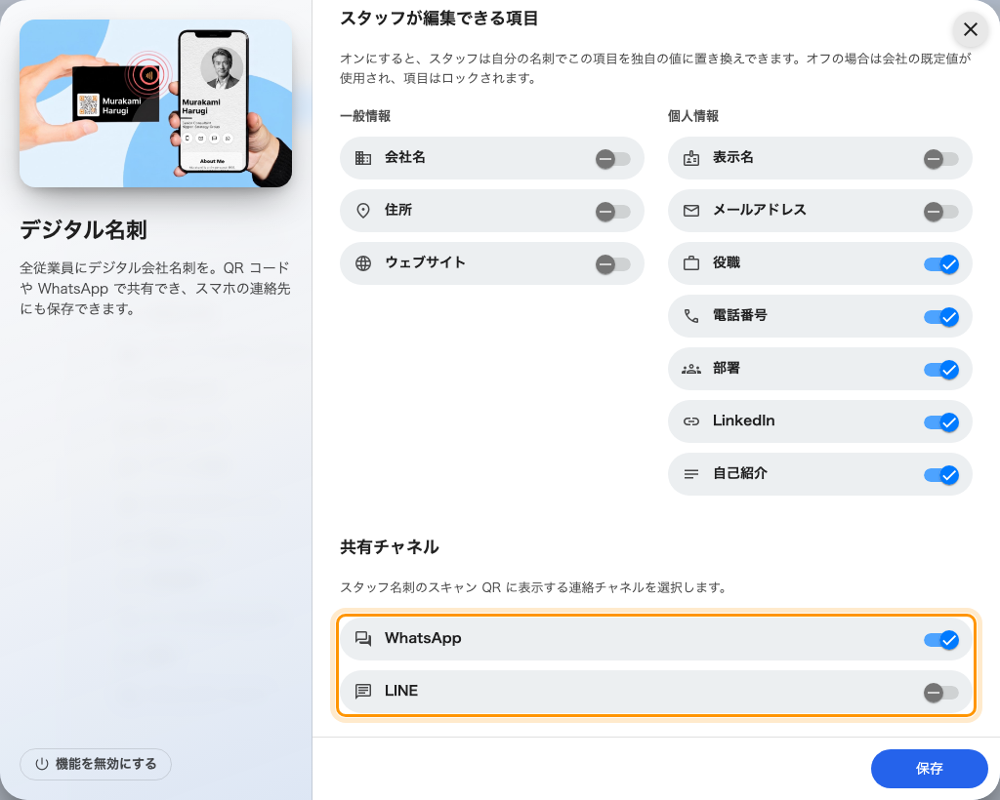 Murakami
Harugi
Murakami
Harugi
About Me
デジタル名刺
全従業員にデジタル会社名刺を。QR コード
や WhatsApp で共有でき、スマホの連絡先
にも保存できます。
機能を無効にする
スタッフが編集できる項目
オンにすると、スタッフは自分の名刺でこの項目を独自の値に置き換えできます。オフの場合は会社の既定値が
使用され、項目はロックされます。
一般情報
会社名
住所
ウェブサイト
個人情報
表示名
メールアドレス
役職
電話番号
部署
LinkedIn
自己紹介
共有チャネル
スタッフ名刺のスキャン QR に表示する連絡チャネルを選択します。
WhatsApp
LINE
保存